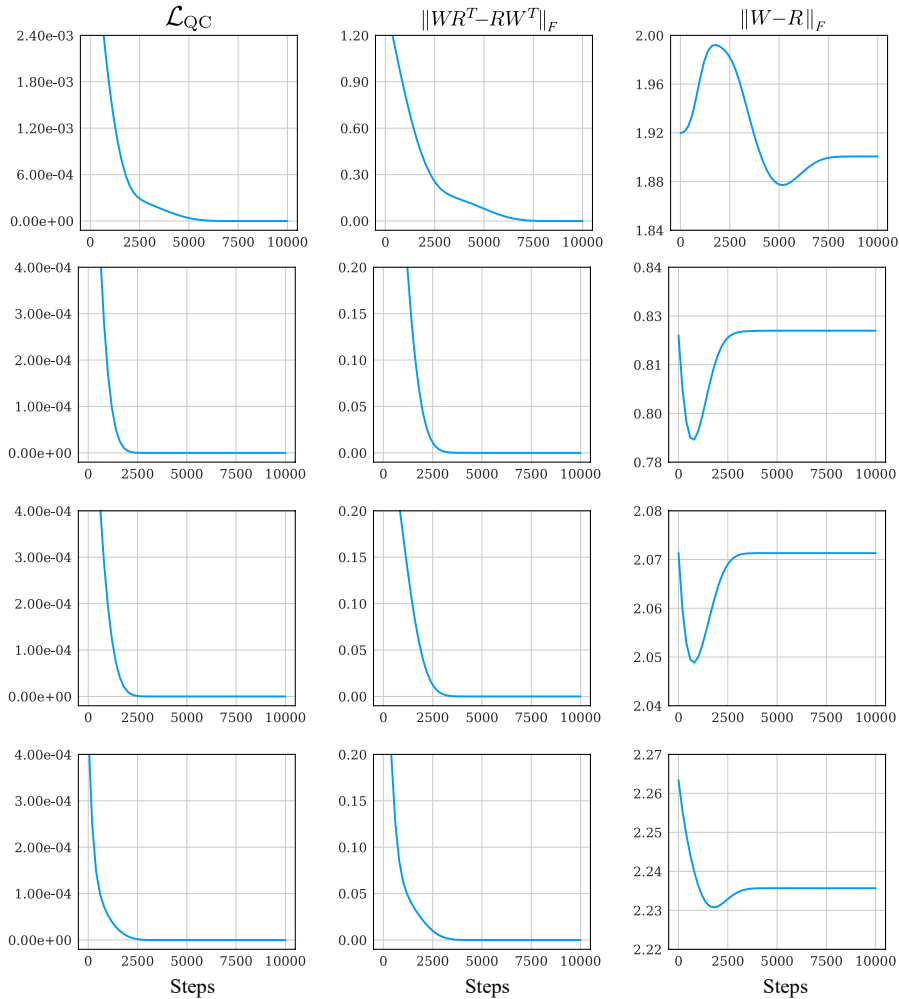 𝓛QC ‖WRᵀ−RWᵀ‖F ‖W−R‖F
2.40e-03 1.20 2.00
1.80e-03 0.90 1.96
1.20e-03 0.60 1.92
6.00e-04 0.30 1.88
0.00e+00 0.00 1.84
0 2500 5000 7500 10000 0 2500 5000 7500 10000 0 2500 5000 7500 10000
4.00e-04 0.20 0.84
3.00e-04 0.15 0.83
2.00e-04 0.10 0.81
1.00e-04 0.05 0.80
0.00e+00 0.00 0.78
0 2500 5000 7500 10000 0 2500 5000 7500 10000 0 2500 5000 7500 10000
4.00e-04 0.20 2.08
3.00e-04 0.15 2.07
2.00e-04 0.10 2.06
1.00e-04 0.05 2.05
0.00e+00 0.00 2.04
0 2500 5000 7500 10000 0 2500 5000 7500 10000 0 2500 5000 7500 10000
4.00e-04 0.20 2.27
3.00e-04 0.15 2.26
2.00e-04 0.10 2.25
1.00e-04 0.05 2.24
0.00e+00 0.00 2.23
2.22
0 2500 5000 7500 10000 0 2500 5000 7500 10000 0 2500 5000 7500 10000
Steps Steps Steps